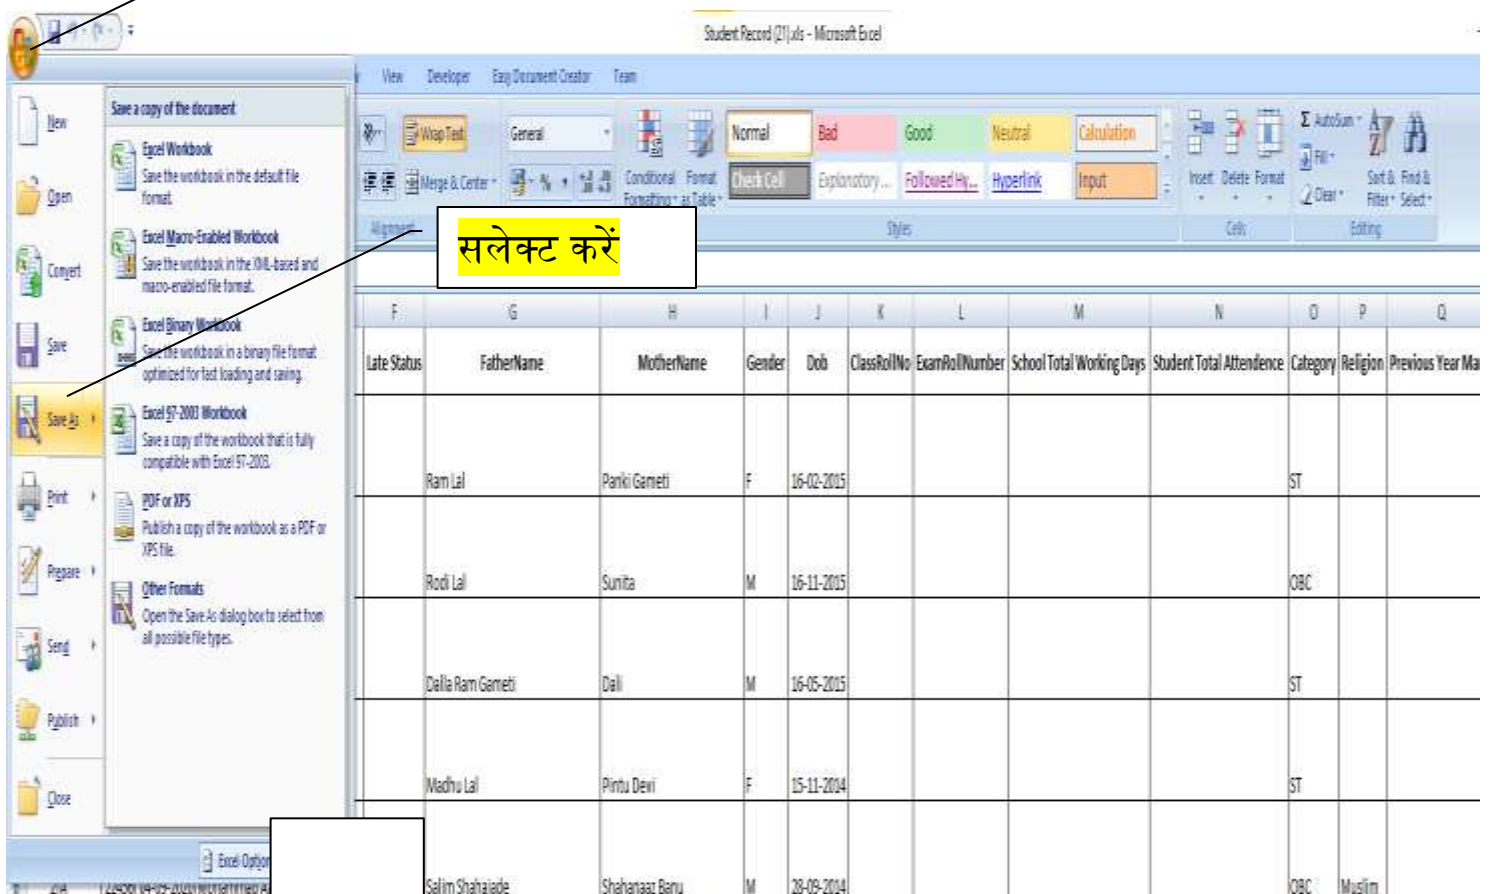 Student Record (21).xls - Microsoft Excel
View Developer Easy Document Creator Team
New
Open
Convert
Save
Save As
Print
Prepare
Send
Publish
Close
Save a copy of the document
Excel Workbook
Save the workbook in the default file
format.
Excel Macro-Enabled Workbook
Save the workbook in the XML-based and
macro-enabled file format.
Excel Binary Workbook
Save the workbook in a binary file format
optimized for fast loading and saving.
Excel 97-2003 Workbook
Save a copy of the workbook that is fully
compatible with Excel 97-2003.
PDF or XPS
Publish a copy of the workbook as a PDF or
XPS file.
Other Formats
Open the Save As dialog box to select from
all possible file types.
Wrap Text General Normal Bad Good Neutral Calculation Σ AutoSum
Fill
Merge & Center % , Conditional Formatting Format as Table Check Cell Explanatory ... Followed Hy... Hyperlink Input Insert Delete Format Clear Sort & Filter Find & Select
Alignment Styles Cells Editing
सलेक्ट करें
F G H I J K L M N O P Q
Late Status FatherName MotherName Gender Dob ClassRollNo ExamRollNumber School Total Working Days Student Total Attendence Category Religion Previous Year Ma
Ram Lal Panki Gameti F 16-02-2015 ST
Rodi Lal Sunita M 16-11-2015 OBC
Dalla Ram Gameti Dali M 16-05-2015 ST
Madhu Lal Pintu Devi F 15-11-2014 ST
Salim Shahajade Shahanaaz Banu M 28-09-2014 OBC Muslim
Excel Option